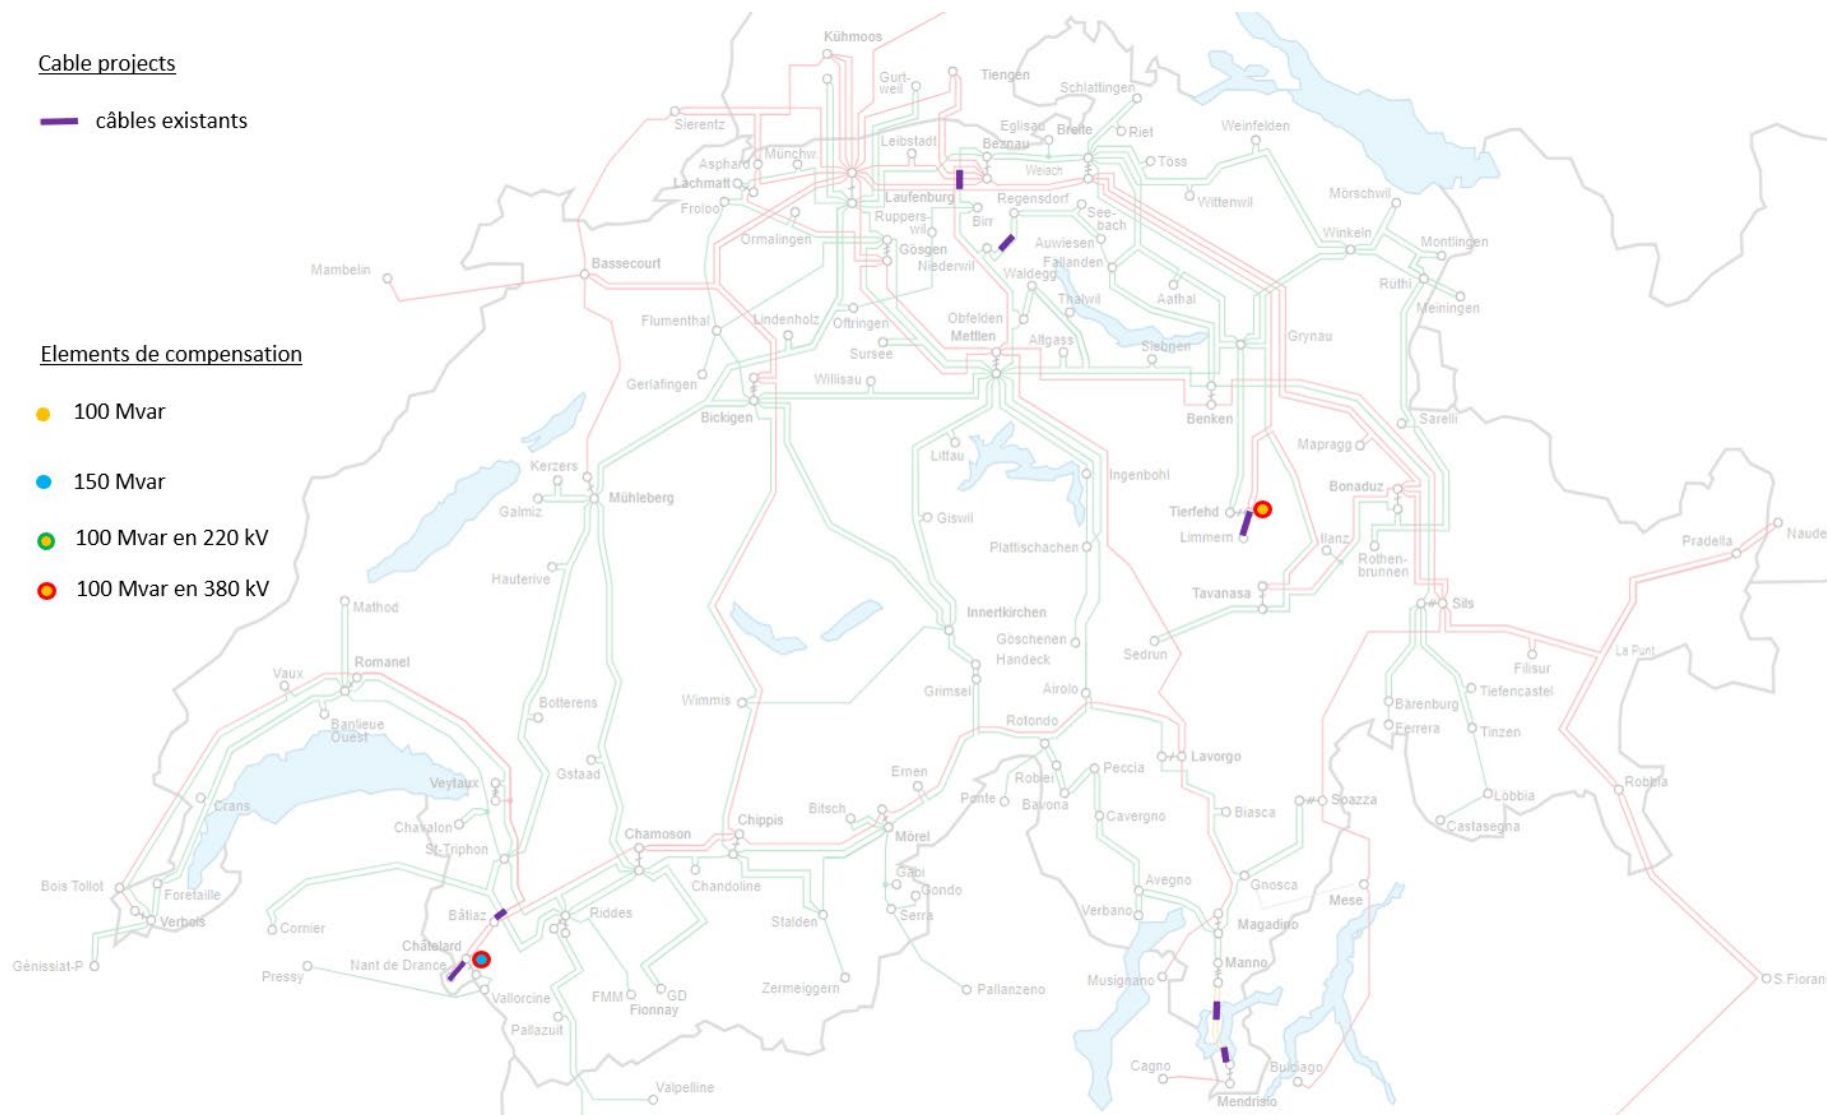 Cable projects
câbles existants
Elements de compensation
100 Mvar
150 Mvar
100 Mvar en 220 kV
100 Mvar en 380 kV
Kühmoos
Tiengen
Gurt-
weil
Schlattingen
Sierentz
Eglisau
Breite
Riet
Weinfelden
Leibstadt
Beznau
Münchw.
Asphard
Töss
Weiach
Lachmatt
Laufenburg
Regensdorf
Wittenwil
Mörschwil
Froloo
Ruppers-
wil
Birr
See-
bach
Winkeln
Ormalingen
Gösgen
Auwiesen
Montlingen
Mambelin
Bassecourt
Niederwil
Fällanden
Waldegg
Rüthi
Aathal
Thalwil
Meiningen
Flumenthal
Lindenholz
Oftringen
Obfelden
Mettlen
Altgass
Siebnen
Grynau
Sursee
Gerlafingen
Willisau
Bickigen
Benken
Sarelli
Mapragg
Littau
Kerzers
Ingenbohl
Bonaduz
Mühleberg
Galmiz
Giswil
Tierfehd
Limmern
Ilanz
Plattischachen
Rothen-
brunnen
Pradella
Naude
Hauterive
Tavanasa
Mathod
Innertkirchen
Sils
Göschenen
Handeck
Sedrun
La Punt
Filisur
Romanel
Vaux
Grimsel
Airolo
Tiefencastel
Wimmis
Botterens
Bärenburg
Banlieue
Ouest
Rotondo
Ferrera
Tinzen
Lavorgo
Gstaad
Ernen
Robiei
Peccia
Veytaux
Robbia
Crans
Bitsch
Ponte
Bavona
Biasca
Soazza
Lobbia
Chavalon
Chamoson
Chippis
Cavergno
Castasegna
Mörel
St-Triphon
Bois Tollot
Foretaille
Chandoline
Gabi
Gondo
Avegno
Gnosca
Mese
Verbois
Cornier
Bâtiaz
Riddes
Stalden
Serra
Verbano
Magadino
Châtelard
Nant de Drance
Génissiat-P
Pressy
Manno
Musignano
S.Fioran
Vallorcine
FMM
GD
Fionnay
Zermeiggern
Pallanzeno
Pallazuit
Cagno
Bulciago
Valpelline
Mendrisio